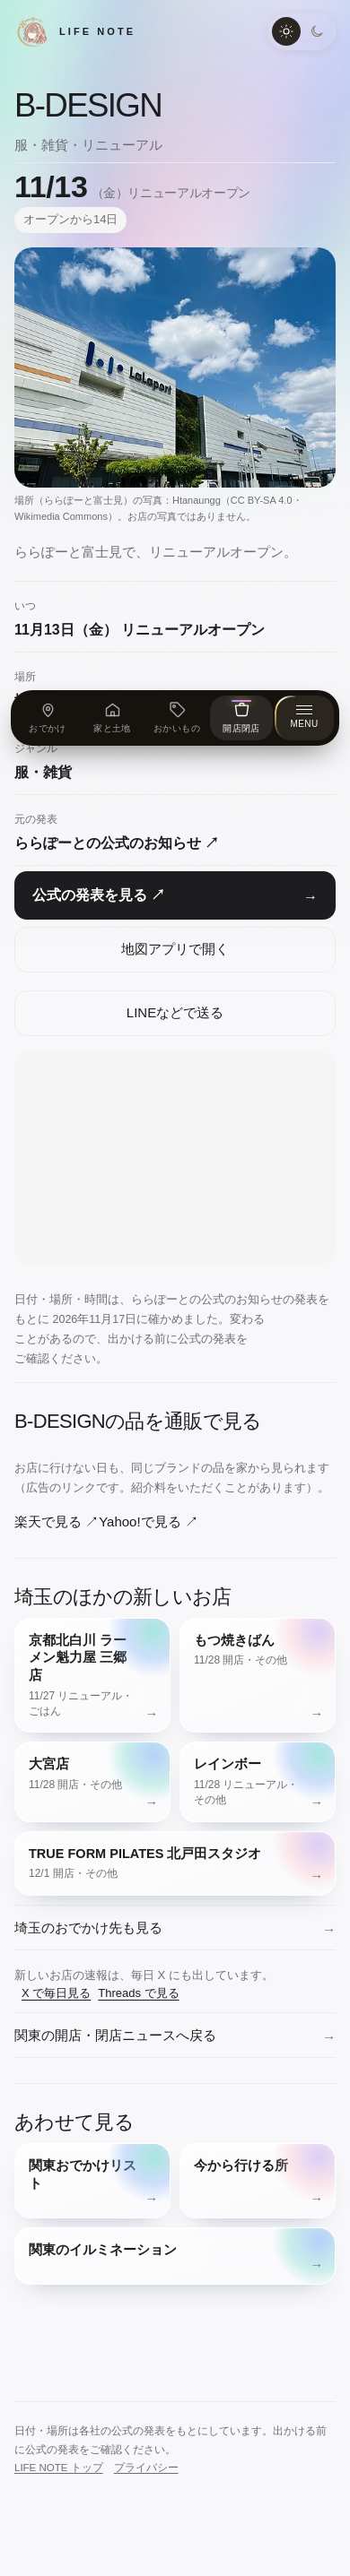 LIFE NOTE
B-DESIGN
服・雑貨・リニューアル
11/13 （金）リニューアルオープン
オープンから14日
LaLaport
場所（ららぽーと富士見）の写真：Htanaungg（CC BY-SA 4.0・
Wikimedia Commons）。お店の写真ではありません。
ららぽーと富士見で、リニューアルオープン。
いつ
11月13日（金） リニューアルオープン
場所
おでかけ
家と土地
おかいもの
開店閉店
MENU
ジャンル
服・雑貨
元の発表
ららぽーとの公式のお知らせ ↗
公式の発表を見る ↗ →
地図アプリで開く
LINEなどで送る
日付・場所・時間は、ららぽーとの公式のお知らせの発表を
もとに 2026年11月17日に確かめました。変わる
ことがあるので、出かける前に公式の発表を
ご確認ください。
B-DESIGNの品を通販で見る
お店に行けない日も、同じブランドの品を家から見られます
（広告のリンクです。紹介料をいただくことがあります）。
楽天で見る ↗Yahoo!で見る ↗
埼玉のほかの新しいお店
京都北白川 ラー
メン魁力屋 三郷
店
11/27 リニューアル・
ごはん
→
もつ焼きばん
11/28 開店・その他
→
大宮店
11/28 開店・その他
→
レインボー
11/28 リニューアル・
その他
→
TRUE FORM PILATES 北戸田スタジオ
12/1 開店・その他
→
埼玉のおでかけ先も見る →
新しいお店の速報は、毎日 X にも出しています。
X で毎日見る Threads で見る
関東の開店・閉店ニュースへ戻る →
あわせて見る
関東おでかけリス
ト
→
今から行ける所
→
関東のイルミネーション
→
日付・場所は各社の公式の発表をもとにしています。出かける前
に公式の発表をご確認ください。
LIFE NOTE トップ プライバシー